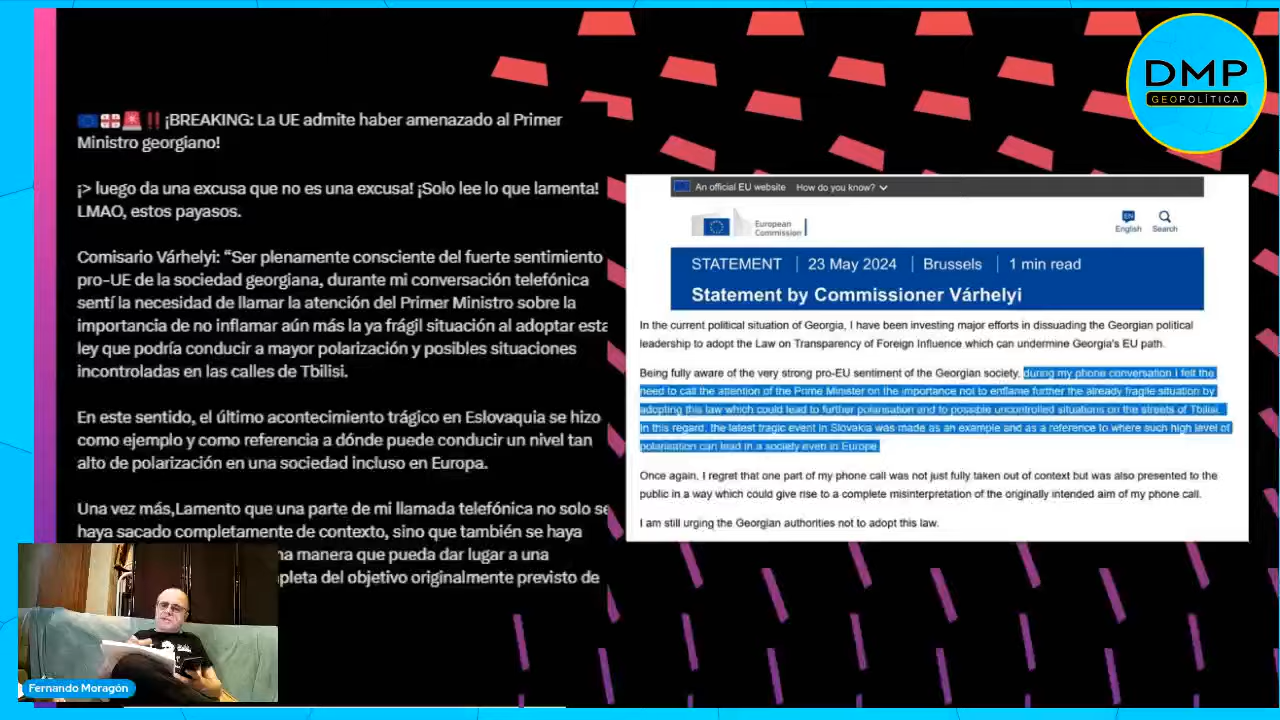 DMP
GEOPOLÍTICA
¡BREAKING: La UE admite haber amenazado al Primer
Ministro georgiano!
¡> luego da una excusa que no es una excusa! ¡Solo lee lo que lamenta!
LMAO, estos payasos.
Comisario Várhelyi: “Ser plenamente consciente del fuerte sentimiento
pro-UE de la sociedad georgiana, durante mi conversación telefónica
sentí la necesidad de llamar la atención del Primer Ministro sobre la
importancia de no inflamar aún más la ya frágil situación al adoptar esta
ley que podría conducir a mayor polarización y posibles situaciones
incontroladas en las calles de Tbilisi.
En este sentido, el último acontecimiento trágico en Eslovaquia se hizo
como ejemplo y como referencia a dónde puede conducir un nivel tan
alto de polarización en una sociedad incluso en Europa.
Una vez más,Lamento que una parte de mi llamada telefónica no solo se
haya sacado completamente de contexto, sino que también se haya
manera que pueda dar lugar a una
del objetivo originalmente previsto de
An official EU website How do you know?
European
Commission
EN
English
Search
STATEMENT | 23 May 2024 | Brussels | 1 min read
Statement by Commissioner Várhelyi
In the current political situation of Georgia, I have been investing major efforts in dissuading the Georgian political
leadership to adopt the Law on Transparency of Foreign Influence which can undermine Georgia's EU path.
Being fully aware of the very strong pro-EU sentiment of the Georgian society, during my phone conversation I felt the
need to call the attention of the Prime Minister on the importance not to enflame further the already fragile situation by
adopting this law which could lead to further polarisation and to possible uncontrolled situations on the streets of Tbilisi.
In this regard, the latest tragic event in Slovakia was made as an example and as a reference to where such high level of
polarisation can lead in a society even in Europe.
Once again, I regret that one part of my phone call was not just fully taken out of context but was also presented to the
public in a way which could give rise to a complete misinterpretation of the originally intended aim of my phone call.
I am still urging the Georgian authorities not to adopt this law.
Fernando Moragón